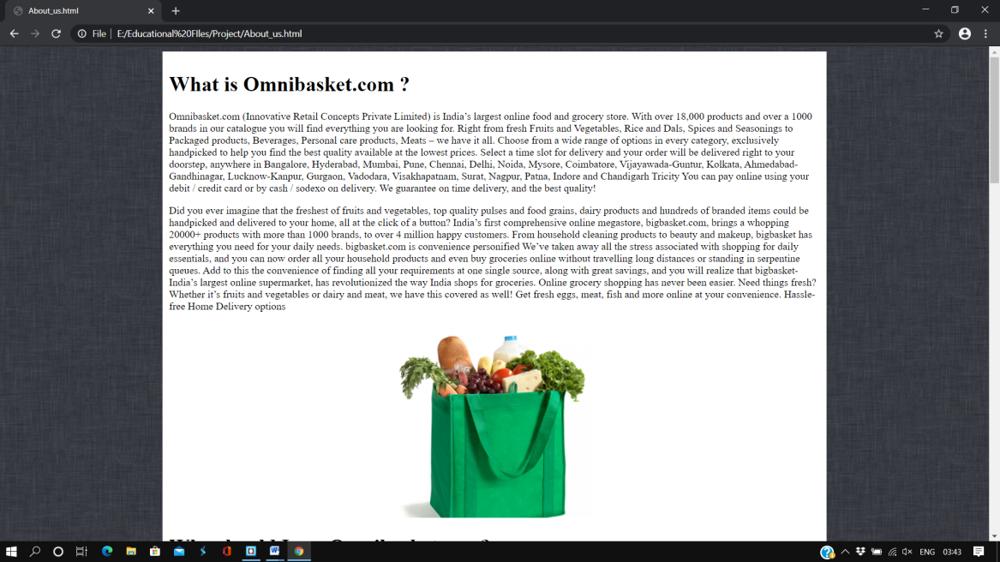 About_us.html
File | E:/Educational%20FIles/Project/About_us.html
What is Omnibasket.com ?
Omnibasket.com (Innovative Retail Concepts Private Limited) is India’s largest online food and grocery store. With over 18,000 products and over a 1000
brands in our catalogue you will find everything you are looking for. Right from fresh Fruits and Vegetables, Rice and Dals, Spices and Seasonings to
Packaged products, Beverages, Personal care products, Meats – we have it all. Choose from a wide range of options in every category, exclusively
handpicked to help you find the best quality available at the lowest prices. Select a time slot for delivery and your order will be delivered right to your
doorstep, anywhere in Bangalore, Hyderabad, Mumbai, Pune, Chennai, Delhi, Noida, Mysore, Coimbatore, Vijayawada-Guntur, Kolkata, Ahmedabad-
Gandhinagar, Lucknow-Kanpur, Gurgaon, Vadodara, Visakhapatnam, Surat, Nagpur, Patna, Indore and Chandigarh Tricity You can pay online using your
debit / credit card or by cash / sodexo on delivery. We guarantee on time delivery, and the best quality!
Did you ever imagine that the freshest of fruits and vegetables, top quality pulses and food grains, dairy products and hundreds of branded items could be
handpicked and delivered to your home, all at the click of a button? India’s first comprehensive online megastore, bigbasket.com, brings a whopping
20000+ products with more than 1000 brands, to over 4 million happy customers. From household cleaning products to beauty and makeup, bigbasket has
everything you need for your daily needs. bigbasket.com is convenience personified We’ve taken away all the stress associated with shopping for daily
essentials, and you can now order all your household products and even buy groceries online without travelling long distances or standing in serpentine
queues. Add to this the convenience of finding all your requirements at one single source, along with great savings, and you will realize that bigbasket-
India’s largest online supermarket, has revolutionized the way India shops for groceries. Online grocery shopping has never been easier. Need things fresh?
Whether it’s fruits and vegetables or dairy and meat, we have this covered as well! Get fresh eggs, meat, fish and more online at your convenience. Hassle-
free Home Delivery options
ENG 03:43